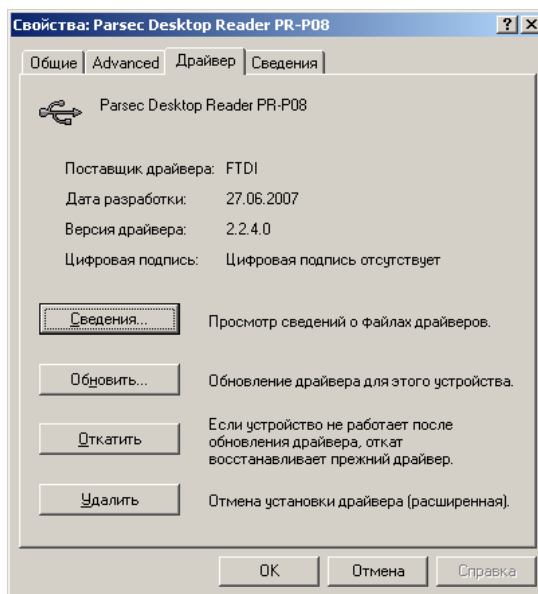 Свойства: Parsec Desktop Reader PR-P08
Общие Advanced Драйвер Сведения
Parsec Desktop Reader PR-P08
Поставщик драйвера: FTDI
Дата разработки: 27.06.2007
Версия драйвера: 2.2.4.0
Цифровая подпись: Цифровая подпись отсутствует
Сведения... Просмотр сведений о файлах драйверов.
Обновить... Обновление драйвера для этого устройства.
Откатить Если устройство не работает после
обновления драйвера, откат
восстанавливает прежний драйвер.
Удалить Отмена установки драйвера (расширенная).
OK Отмена Справка